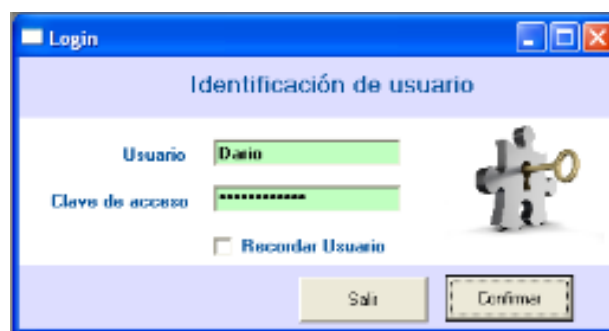 Login
Identificación de usuario
Usuario
Dario
Clave de acceso
************
Recordar Usuario
Salir
Confirmar